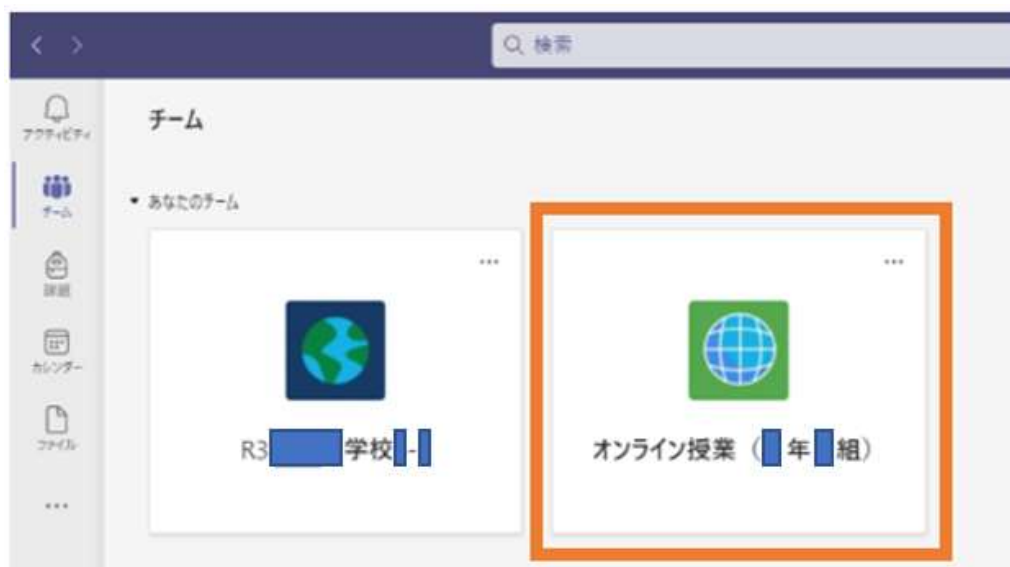 検索
アクティビティ
チーム
チーム
あなたのチーム
課題
カレンダー
ファイル
R3 学校 -
オンライン授業（ 年 組）